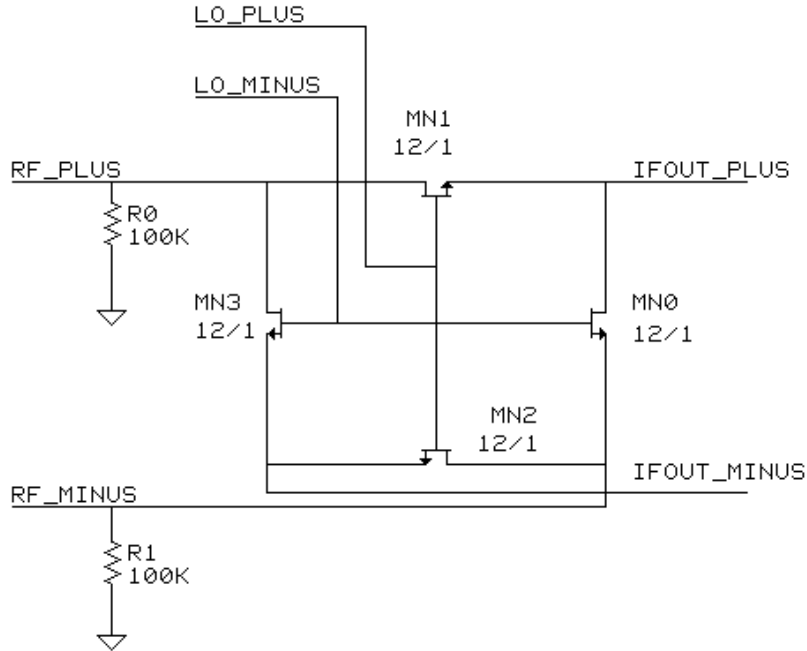 LO_PLUS
LO_MINUS
MN1
12/1
RF_PLUS
IFOUT_PLUS
R0
100K
MN3
12/1
MN0
12/1
MN2
12/1
IFOUT_MINUS
RF_MINUS
R1
100K